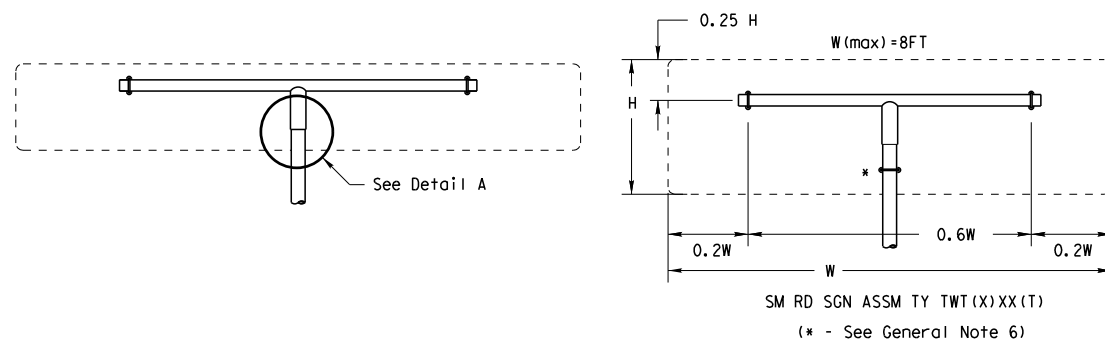 0.25 H
W(max)=8FT
H
*
See Detail A
0.2W
0.6W
0.2W
W
SM RD SGN ASSM TY TWT(X)XX(T)
(* - See General Note 6)